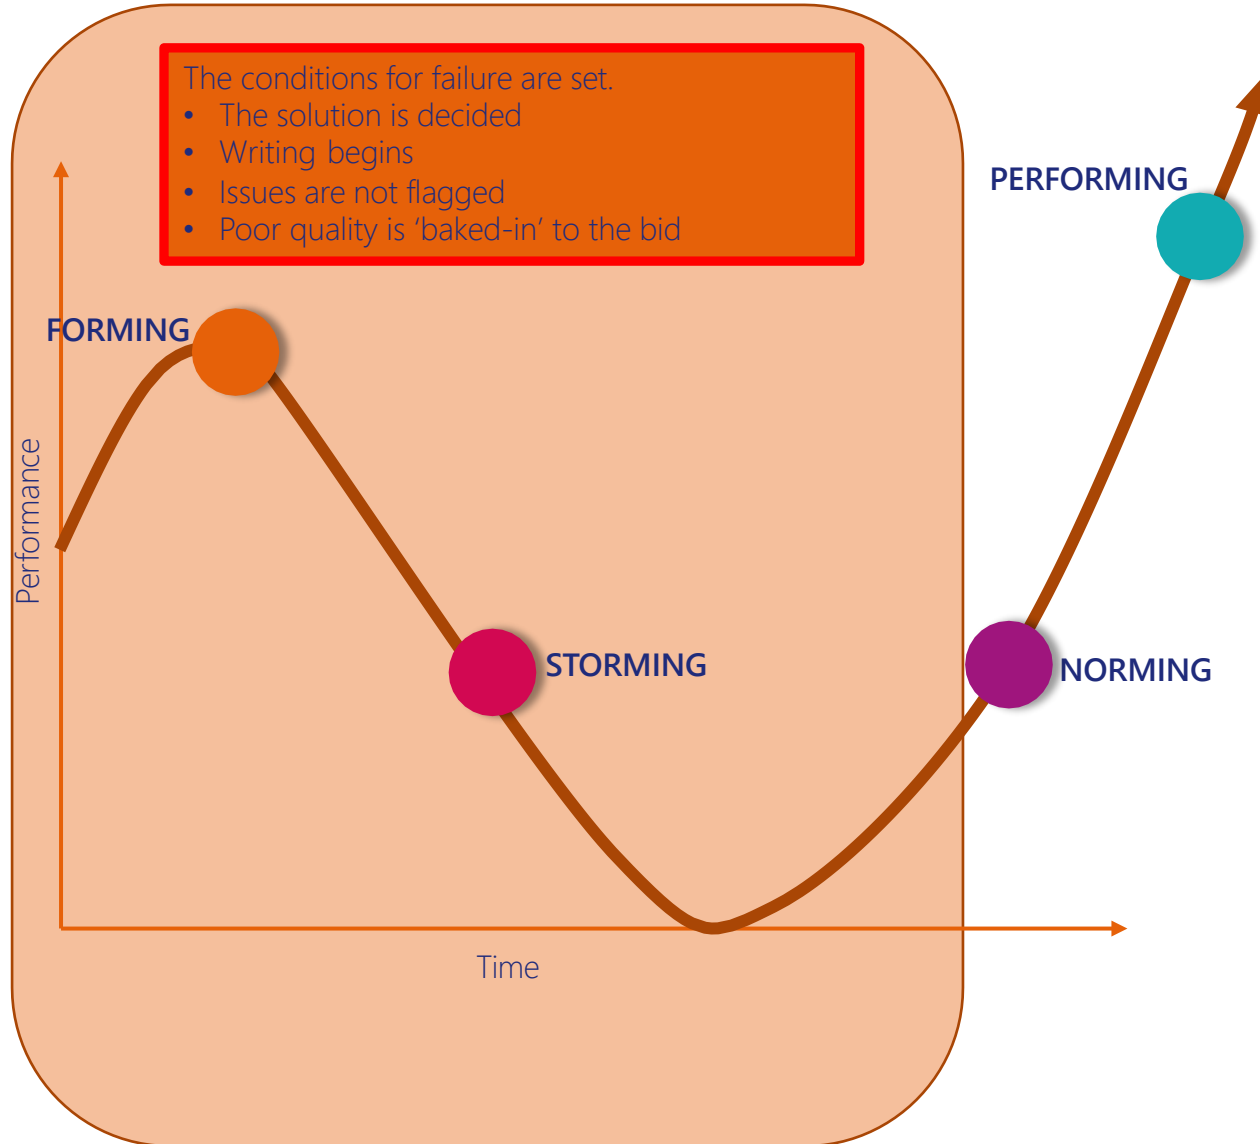 The conditions for failure are set.
• The solution is decided
• Writing begins
• Issues are not flagged
• Poor quality is ‘baked-in’ to the bid
PERFORMING
FORMING
Performance
STORMING
NORMING
Time